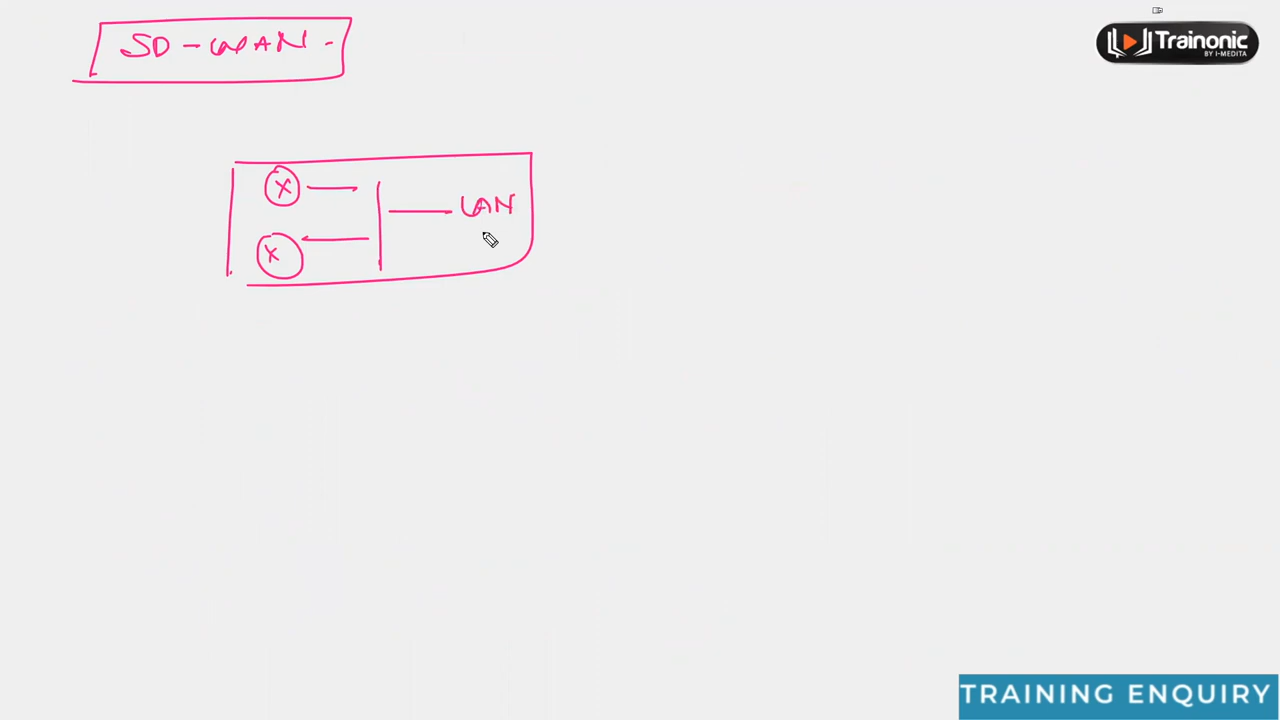 SD-WAN-
Trainonic
BY I-MEDITA
X
LAN
X
TRAINING ENQUIRY